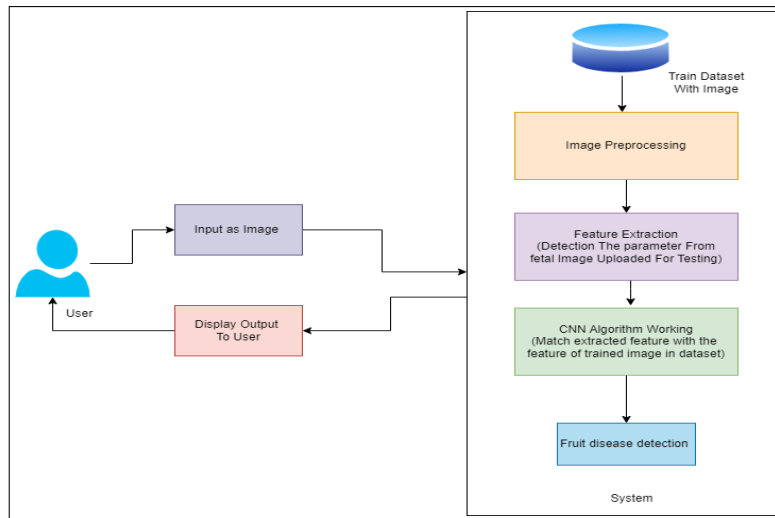 Train Dataset
With Image
Image Preprocessing
Feature Extraction
(Detection The parameter From
fetal Image Uploaded For Testing)
CNN Algorithm Working
(Match extracted feature with the
feature of trained image in dataset)
Fruit disease detection
System
Input as Image
User
Display Output
To User